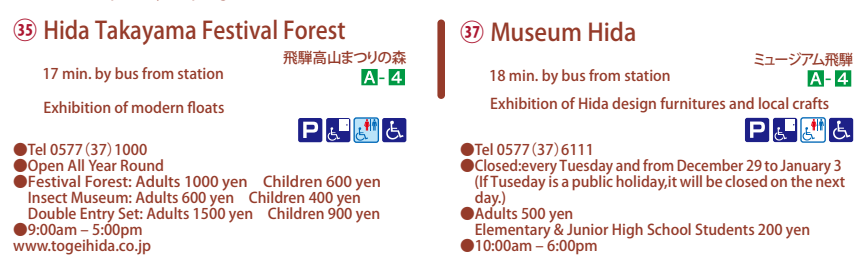 ㉟ Hida Takayama Festival Forest
飛騨高山まつりの森
17 min. by bus from station
A-4
Exhibition of modern floats
P
●Tel 0577(37)1000
●Open All Year Round
●Festival Forest: Adults 1000 yen Children 600 yen
Insect Museum: Adults 600 yen Children 400 yen
Double Entry Set: Adults 1500 yen Children 900 yen
●9:00am – 5:00pm
www.togeihida.co.jp
㊲ Museum Hida
ミュージアム飛騨
18 min. by bus from station
A-4
Exhibition of Hida design furnitures and local crafts
P
●Tel 0577(37)6111
●Closed:every Tuesday and from December 29 to January 3
(If Tuseday is a public holiday,it will be closed on the next
day.)
●Adults 500 yen
Elementary & Junior High School Students 200 yen
●10:00am – 6:00pm